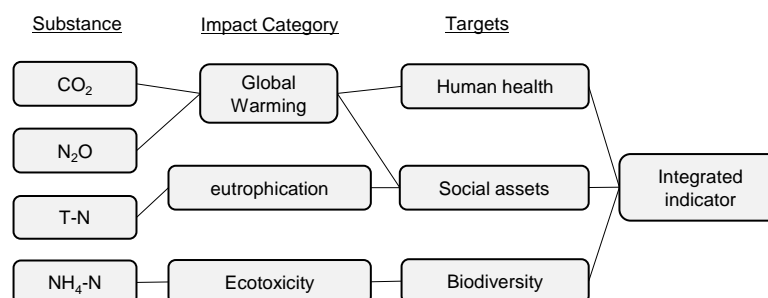 Substance Impact Category Targets
CO₂
Global
Warming
Human health
N₂O
eutrophication
Social assets
Integrated
indicator
T-N
NH₄-N
Ecotoxicity
Biodiversity